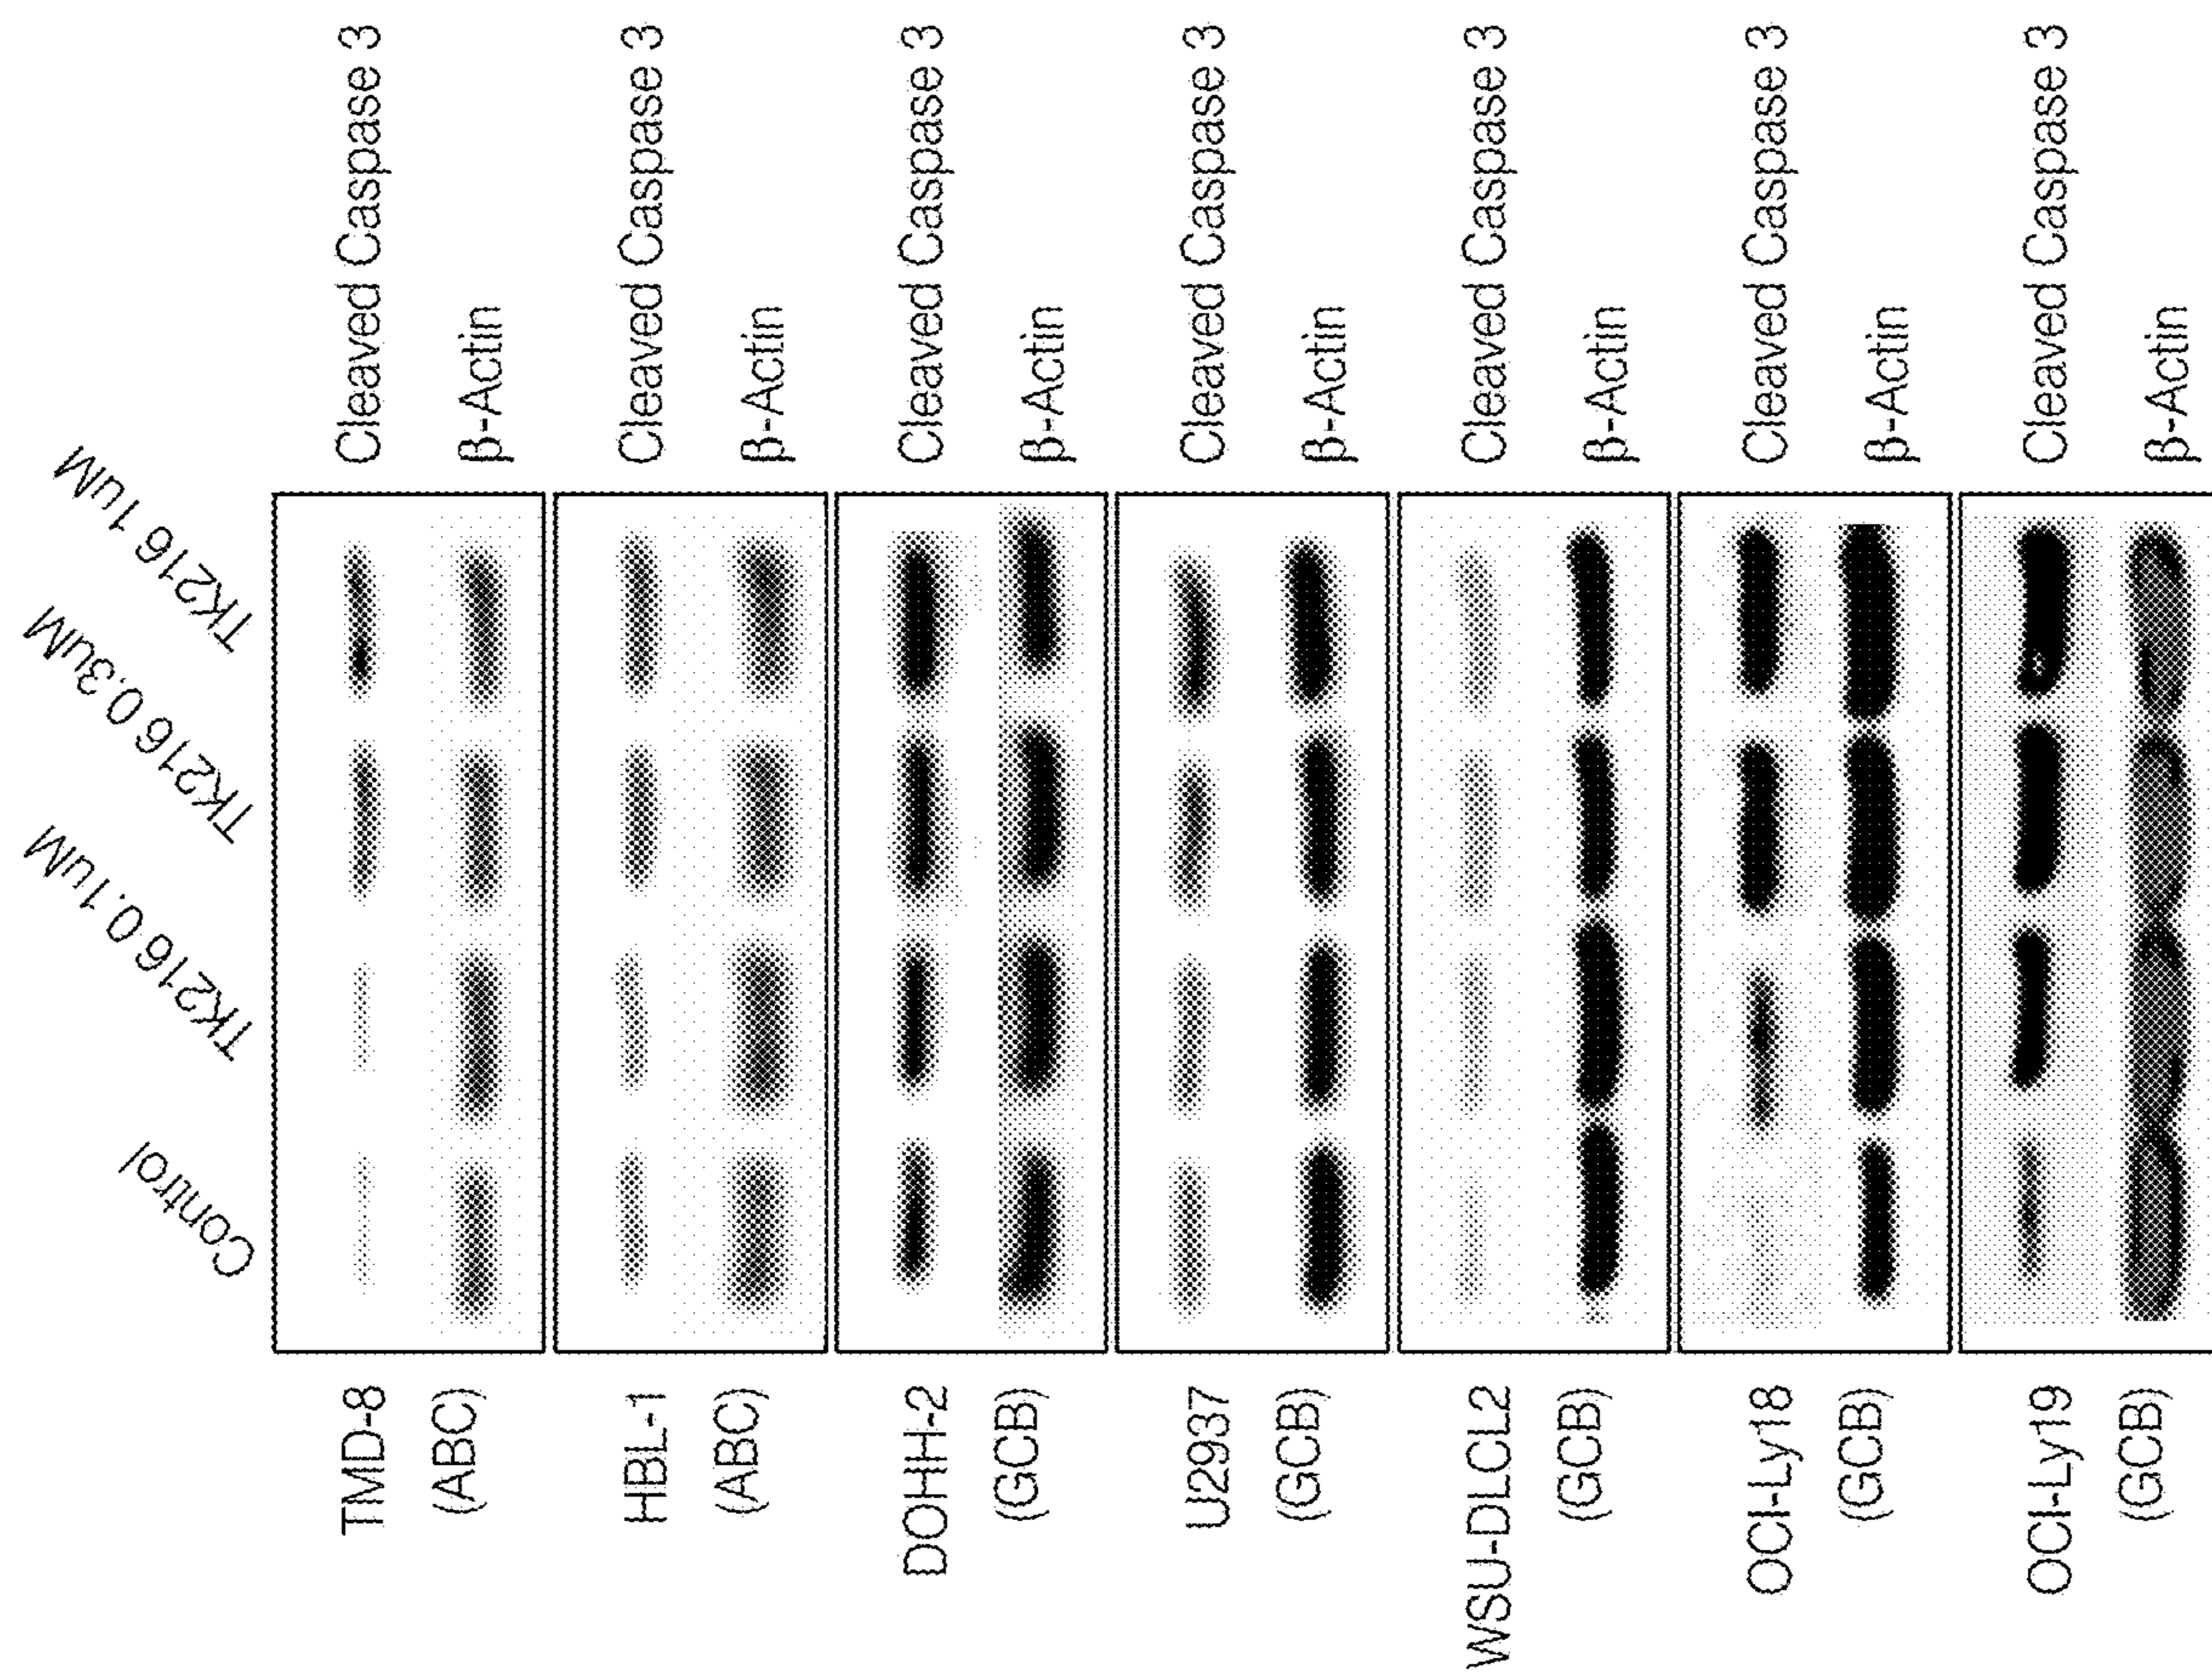 Control
TK216 0.1uM
TK216 0.3uM
TK216 1uM
TMD-8
(ABC)
Cleaved Caspase 3
β-Actin
HBL-1
(ABC)
Cleaved Caspase 3
β-Actin
DOHH-2
(GCB)
Cleaved Caspase 3
β-Actin
U2937
(GCB)
Cleaved Caspase 3
β-Actin
WSU-DLCL2
(GCB)
Cleaved Caspase 3
β-Actin
OCI-Ly18
(GCB)
Cleaved Caspase 3
β-Actin
OCI-Ly19
(GCB)
Cleaved Caspase 3
β-Actin